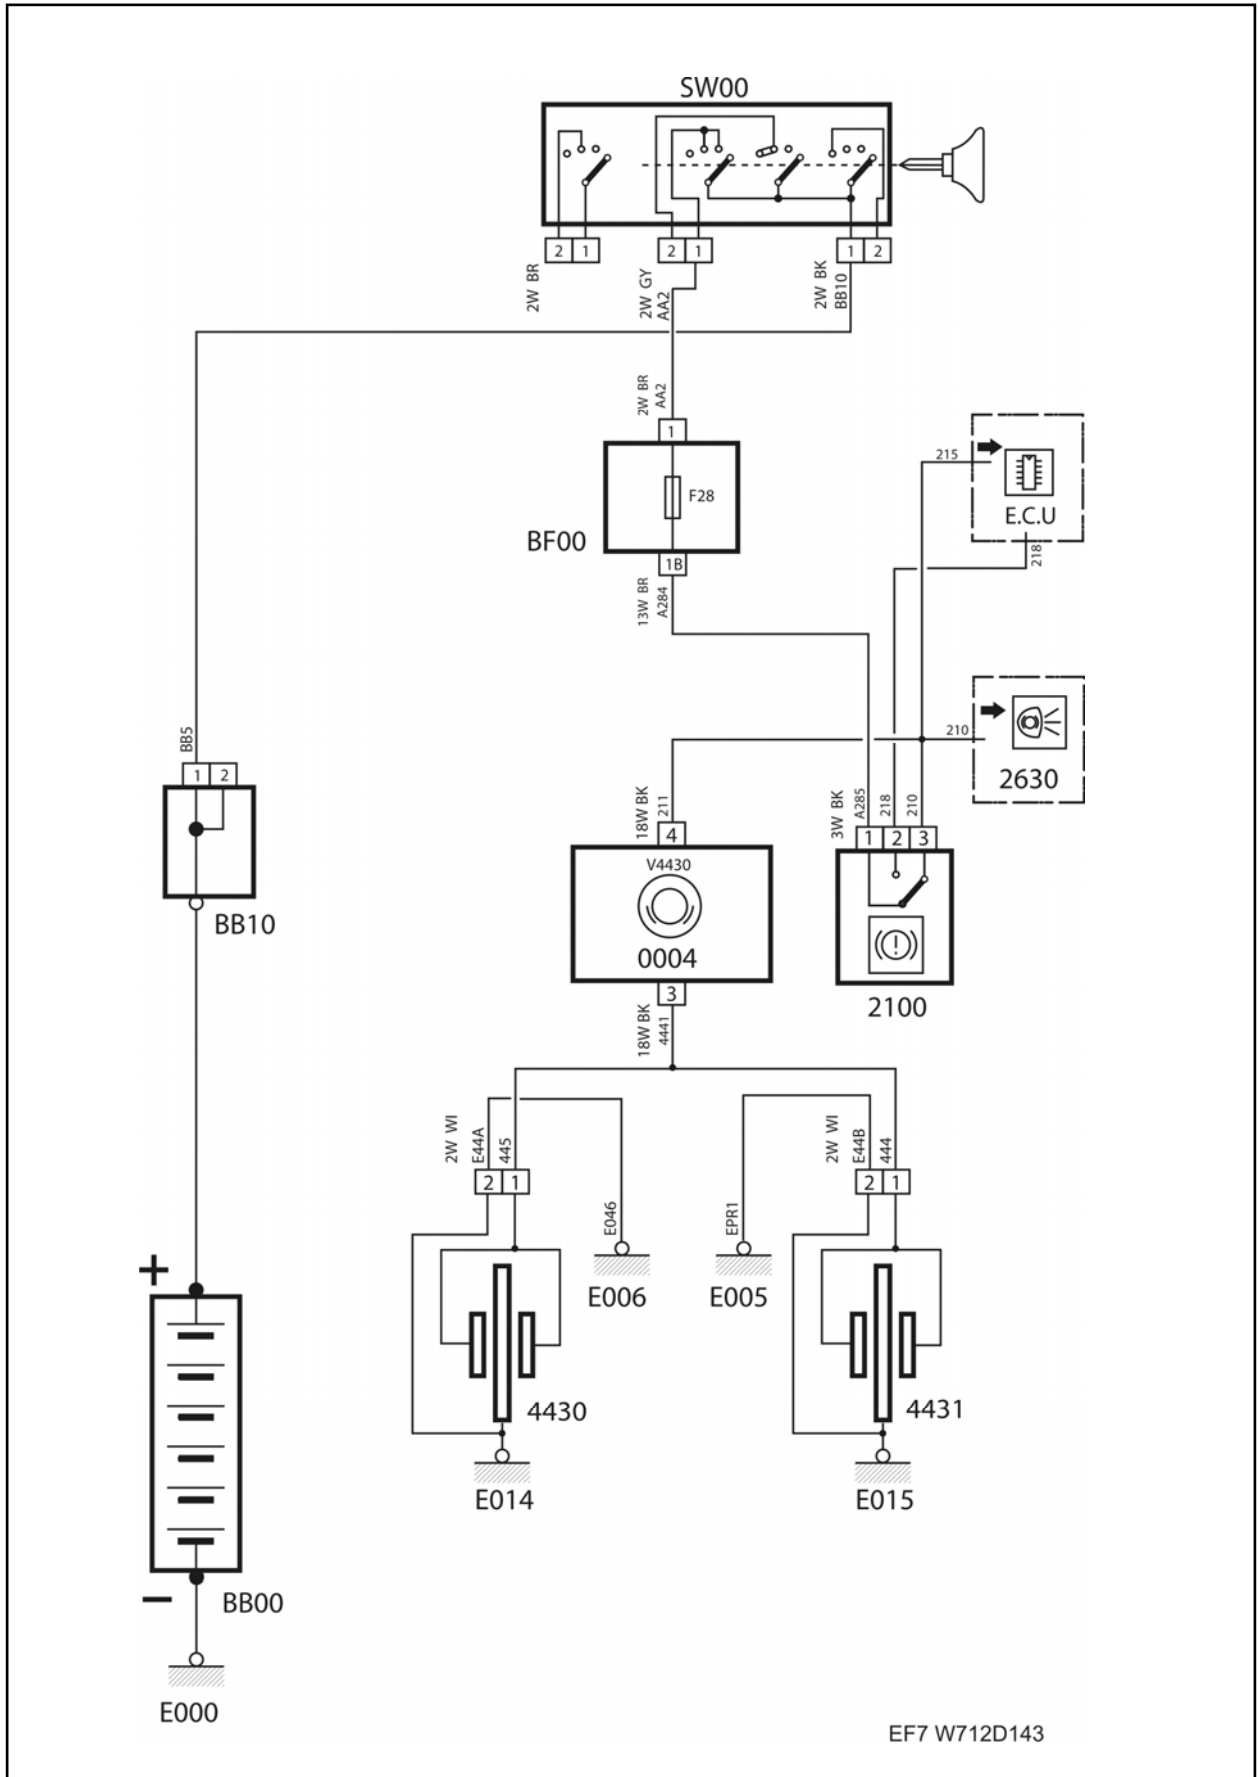 SW00
2 1
2 1
1 2
2W BR
2W GY
AA2
2W BK
BB10
2W BR
AA2
1
F28
BF00
1B
13W BR
A284
215
E.C.U
218
BB5
1 2
BB10
210
2630
18W BK
211
4
V4430
0004
3
18W BK
4441
3W BK
A285
218
210
1 2 3
2100
2W WI
E44A
445
2 1
E046
E006
EPR1
E005
2W WI
E44B
444
2 1
4430
4431
E014
E015
+
−
BB00
E000
EF7 W712D143